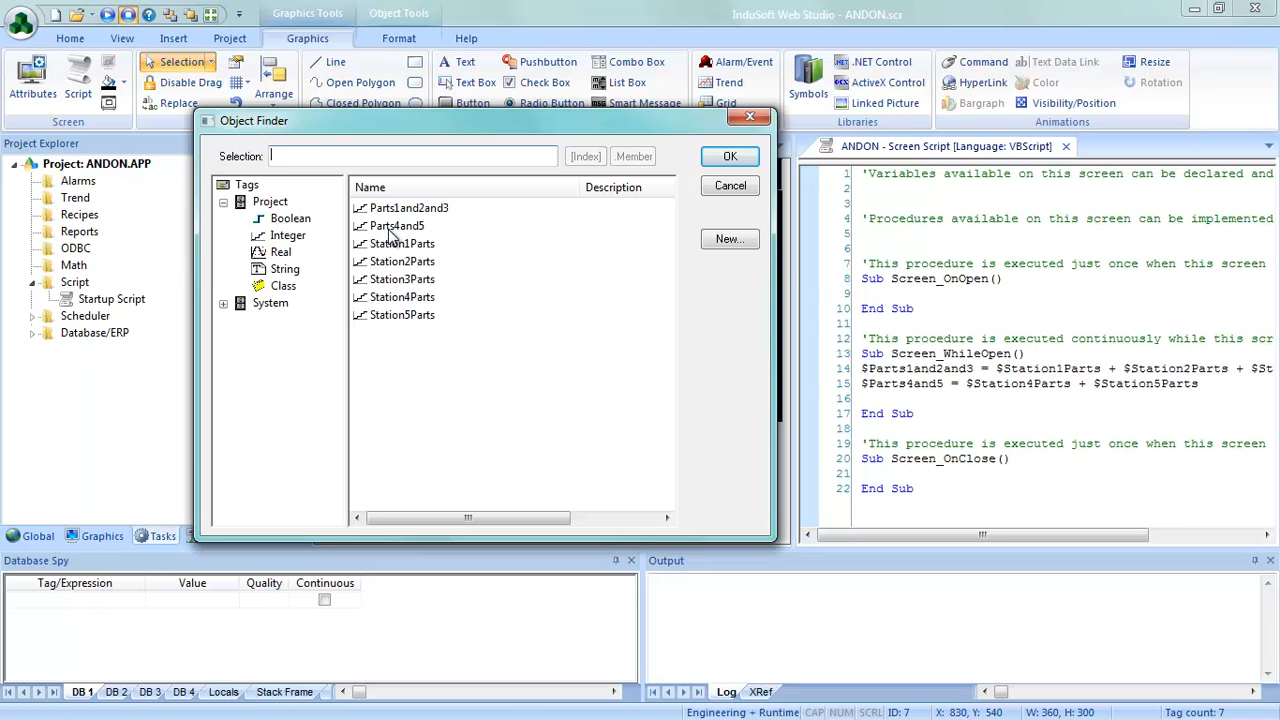 Graphics Tools
Object Tools
InduSoft Web Studio - ANDON.scr
Home
View
Insert
Project
Graphics
Format
Help
Attributes
Script
Screen
Selection
Disable Drag
Replace
Arrange
Line
Open Polygon
Closed Polygon
Text
Text Box
Button
Pushbutton
Check Box
Radio Button
Combo Box
List Box
Smart Message
Alarm/Event
Trend
Grid
Symbols
.NET Control
ActiveX Control
Linked Picture
Libraries
Command
HyperLink
Bargraph
Text Data Link
Color
Visibility/Position
Resize
Rotation
Animations
Project Explorer
Project: ANDON.APP
Alarms
Trend
Recipes
Reports
ODBC
Math
Script
Startup Script
Scheduler
Database/ERP
Global
Graphics
Tasks
Object Finder
Selection:
[Index]
.Member
OK
Cancel
New...
Tags
Project
Boolean
Integer
Real
String
Class
System
Name
Description
Parts1and2and3
Parts4and5
Station1Parts
Station2Parts
Station3Parts
Station4Parts
Station5Parts
ANDON - Screen Script [Language: VBScript]
1 'Variables available on this screen can be declared and
2
3
4 'Procedures available on this screen can be implemented
5
6
7 'This procedure is executed just once when this screen
8 Sub Screen_OnOpen()
9
10 End Sub
11
12 'This procedure is executed continuously while this scr
13 Sub Screen_WhileOpen()
14 $Parts1and2and3 = $Station1Parts + $Station2Parts + $St
15 $Parts4and5 = $Station4Parts + $Station5Parts
16
17 End Sub
18
19 'This procedure is executed just once when this screen
20 Sub Screen_OnClose()
21
22 End Sub
Database Spy
Tag/Expression
Value
Quality
Continuous
DB 1
DB 2
DB 3
DB 4
Locals
Stack Frame
Output
Log
XRef
Engineering + Runtime
CAP
NUM
SCRL
ID: 7
X: 830, Y: 540
W: 360, H: 300
Tag count: 7